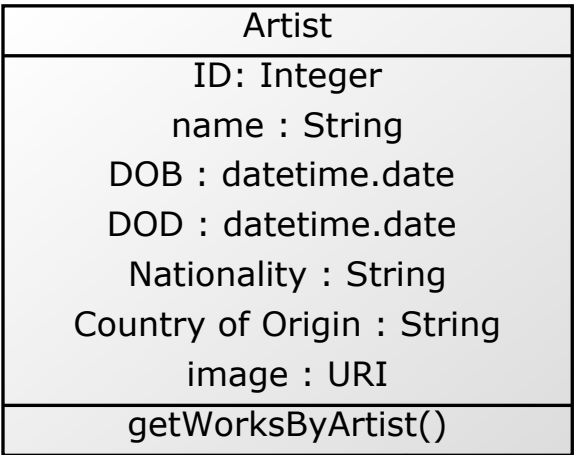 Artist
ID: Integer
name : String
DOB : datetime.date
DOD : datetime.date
Nationality : String
Country of Origin : String
image : URI
getWorksByArtist()